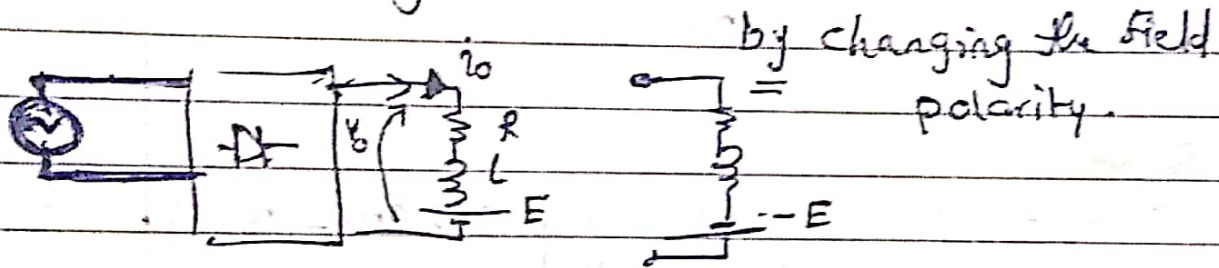 by changing the field
polarity.
i0
v0
R
L
E
=
-E